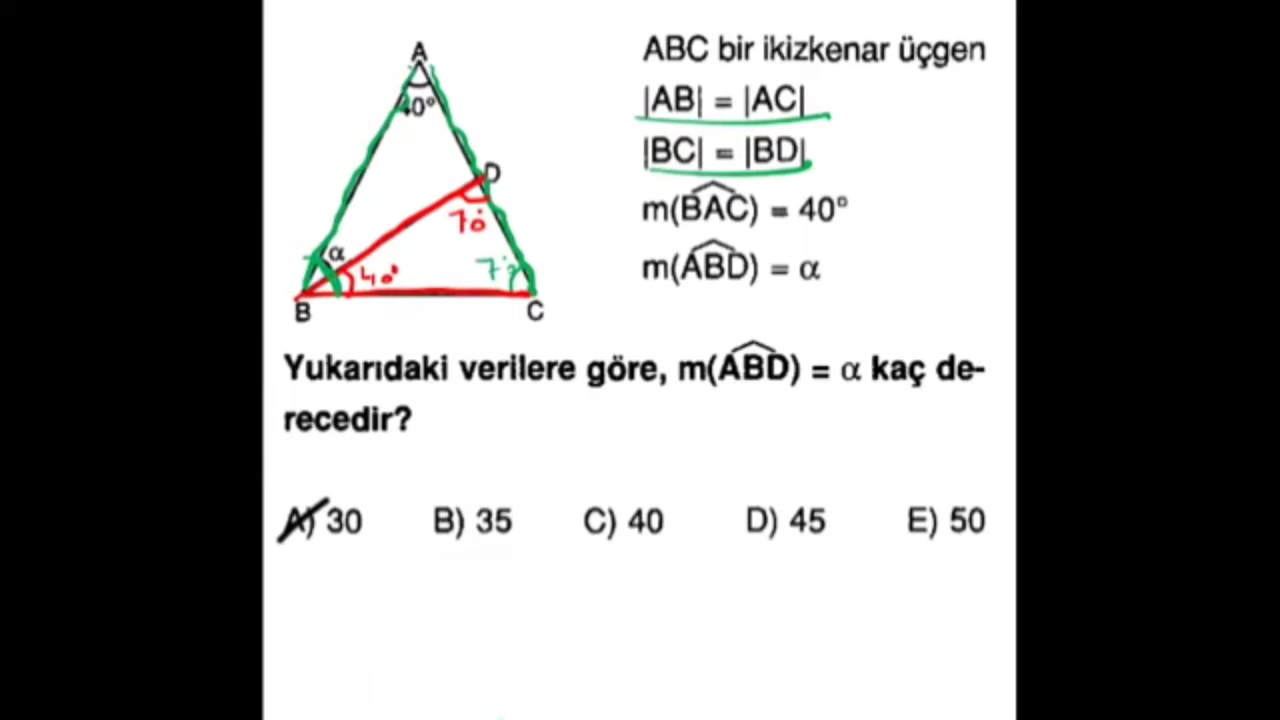 A
40°
D
70°
α
40°
B
C
ABC bir ikizkenar üçgen
|AB| = |AC|
|BC| = |BD|
m(BAC) = 40°
m(ABD) = α
Yukarıdaki verilere göre, m(ABD) = α kaç de-
recedir?
A) 30 B) 35 C) 40 D) 45 E) 50